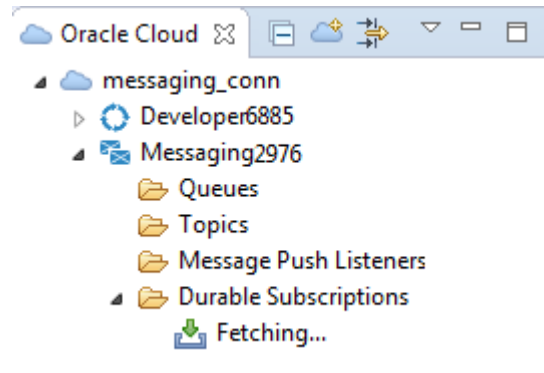 Oracle Cloud
messaging_conn
Developer6885
Messaging2976
Queues
Topics
Message Push Listeners
Durable Subscriptions
Fetching...